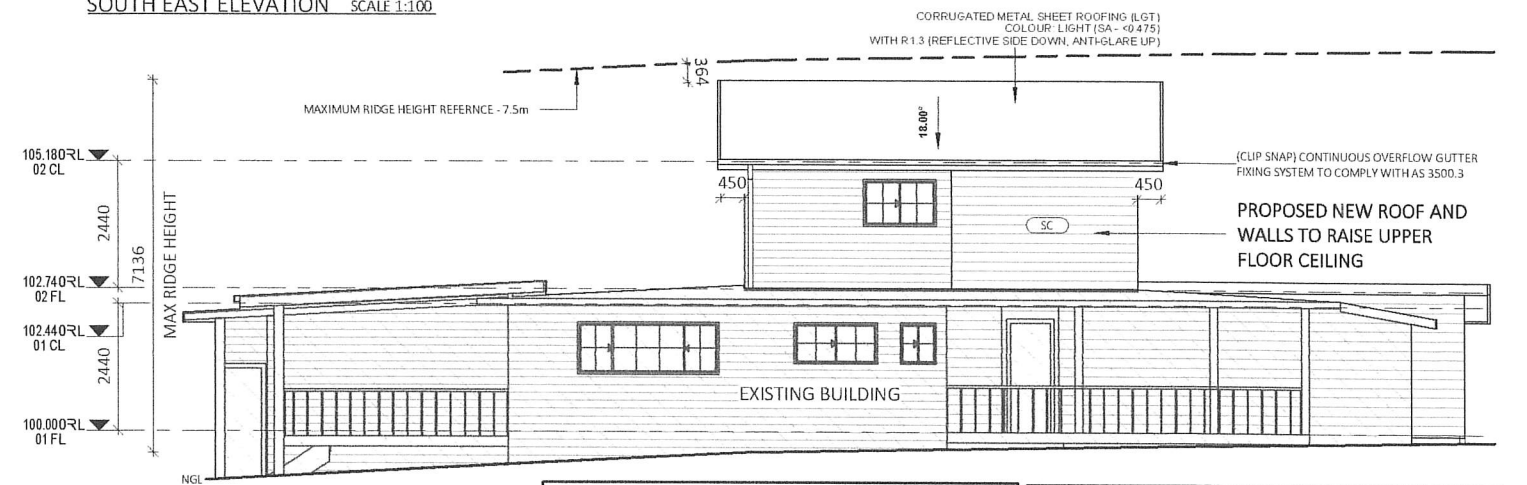 SOUTH EAST ELEVATION SCALE 1:100
CORRUGATED METAL SHEET ROOFING (LGT)
COLOUR: LIGHT (SA - <0.475)
WITH R1.3 (REFLECTIVE SIDE DOWN, ANTI-GLARE UP)
364
MAXIMUM RIDGE HEIGHT REFERNCE - 7.5m
18.00°
105.180RL
02 CL
(CLIP SNAP) CONTINUOUS OVERFLOW GUTTER
FIXING SYSTEM TO COMPLY WITH AS 3500.3
450
450
2440
7136
MAX RIDGE HEIGHT
SC
PROPOSED NEW ROOF AND
WALLS TO RAISE UPPER
FLOOR CEILING
102.740RL
02 FL
102.440RL
01 CL
2440
EXISTING BUILDING
100.000RL
01 FL
NGL